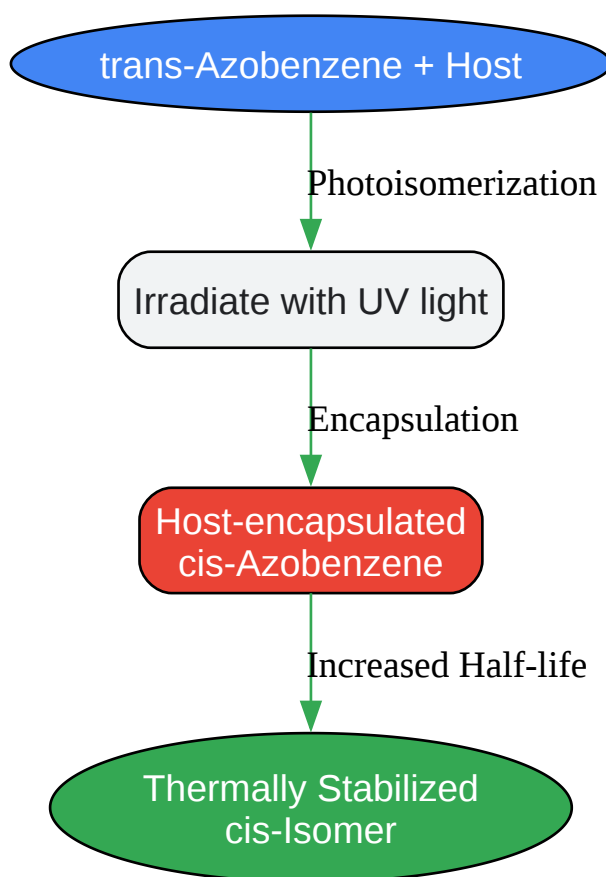 trans-Azobenzene + Host
Photoisomerization
Irradiate with UV light
Encapsulation
Host-encapsulated
cis-Azobenzene
Increased Half-life
Thermally Stabilized
cis-Isomer